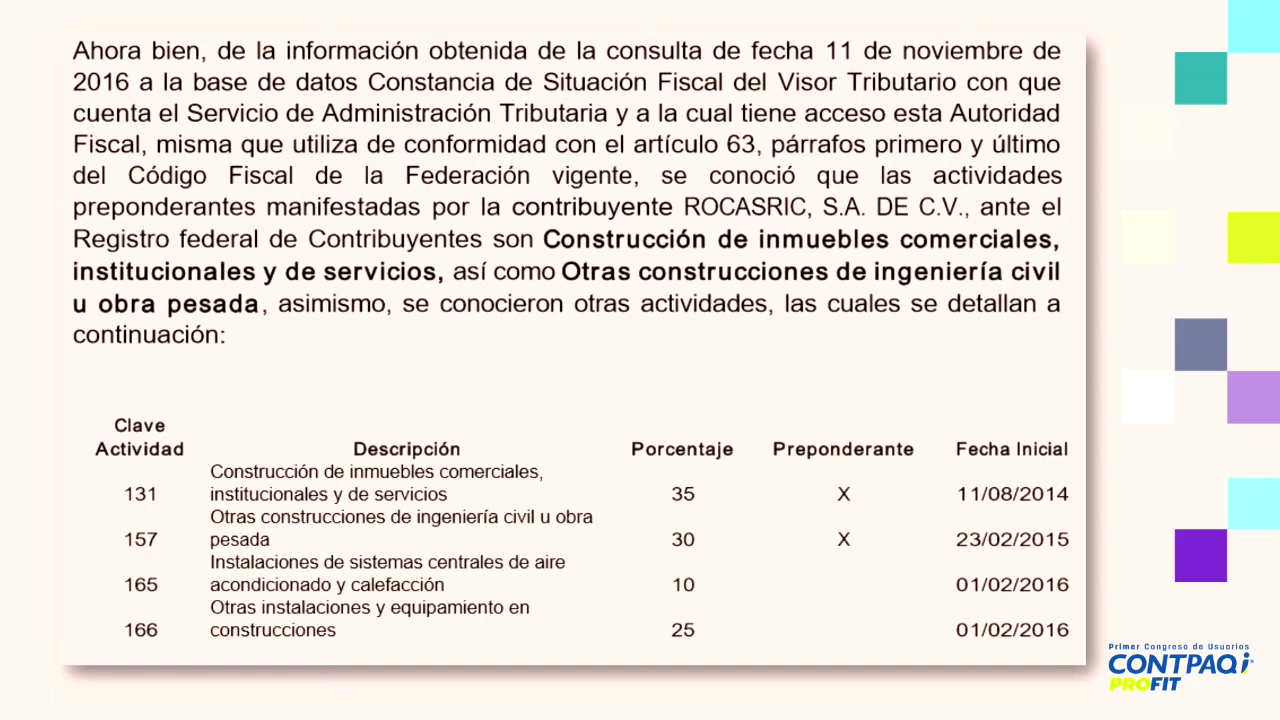 Ahora bien, de la información obtenida de la consulta de fecha 11 de noviembre de
2016 a la base de datos Constancia de Situación Fiscal del Visor Tributario con que
cuenta el Servicio de Administración Tributaria y a la cual tiene acceso esta Autoridad
Fiscal, misma que utiliza de conformidad con el artículo 63, párrafos primero y último
del Código Fiscal de la Federación vigente, se conoció que las actividades
preponderantes manifestadas por la contribuyente ROCASRIC, S.A. DE C.V., ante el
Registro federal de Contribuyentes son Construcción de inmuebles comerciales,
institucionales y de servicios, así como Otras construcciones de ingeniería civil
u obra pesada, asimismo, se conocieron otras actividades, las cuales se detallan a
continuación:
Clave
Actividad Descripción Porcentaje Preponderante Fecha Inicial
Construcción de inmuebles comerciales,
131 institucionales y de servicios 35 X 11/08/2014
Otras construcciones de ingeniería civil u obra
157 pesada 30 X 23/02/2015
Instalaciones de sistemas centrales de aire
165 acondicionado y calefacción 10 01/02/2016
Otras instalaciones y equipamiento en
166 construcciones 25 01/02/2016
Primer Congreso de Usuarios
CONTPAQi
PROFIT